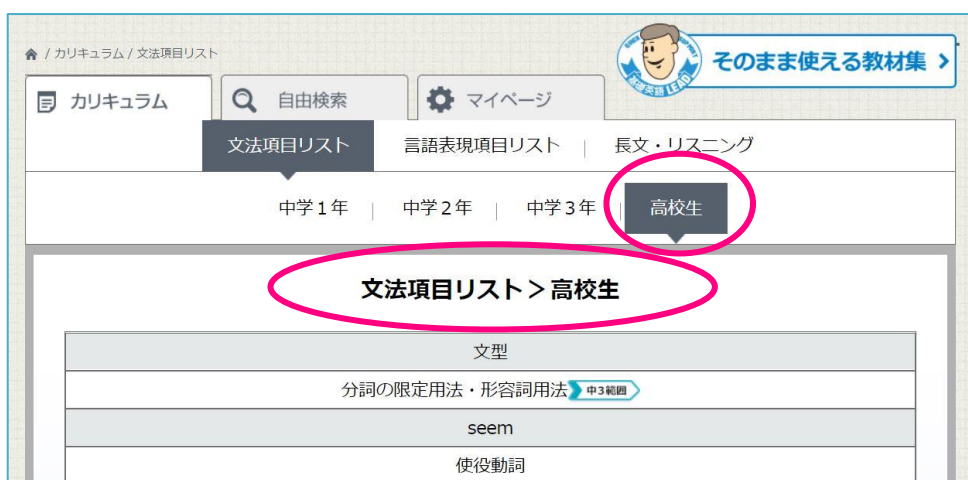 / カリキュラム / 文法項目リスト
そのまま使える教材集
カリキュラム
自由検索
マイページ
文法項目リスト
言語表現項目リスト | 長文・リスニング
中学1年 | 中学2年 | 中学3年 | 高校生
文法項目リスト＞高校生
文型
分詞の限定用法・形容詞用法 中3範囲
seem
使役動詞